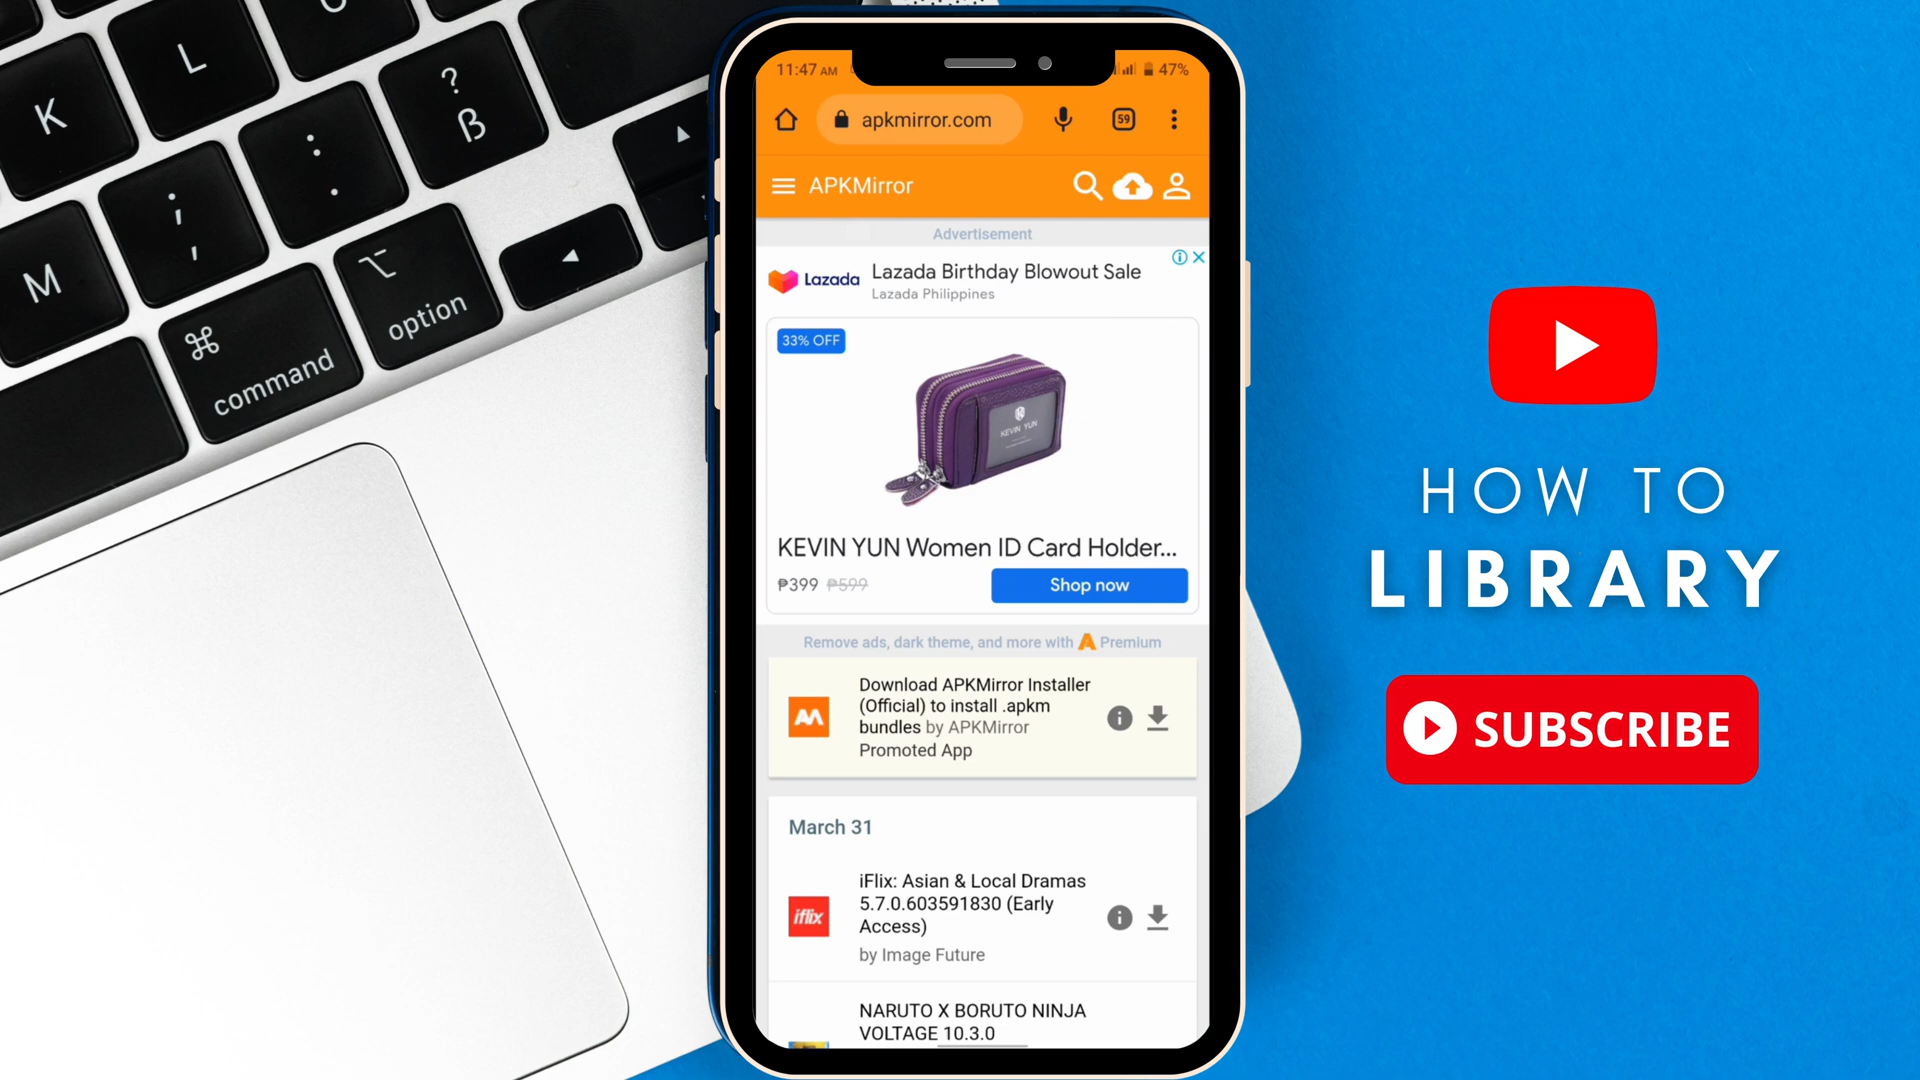 L
?
ß
K
:
.
;
,
M
⌥
option
⌘
command
11:47 AM
47%
apkmirror.com
59
APKMirror
Advertisement
Lazada
Lazada Birthday Blowout Sale
Lazada Philippines
33% OFF
KEVIN YUN
KEVIN YUN Women ID Card Holder...
₱399 ₱599
Shop now
Remove ads, dark theme, and more with Premium
Download APKMirror Installer
(Official) to install .apkm
bundles by APKMirror
Promoted App
March 31
iflix
iFlix: Asian & Local Dramas
5.7.0.603591830 (Early
Access)
by Image Future
NARUTO X BORUTO NINJA
VOLTAGE 10.3.0
HOW TO
LIBRARY
SUBSCRIBE